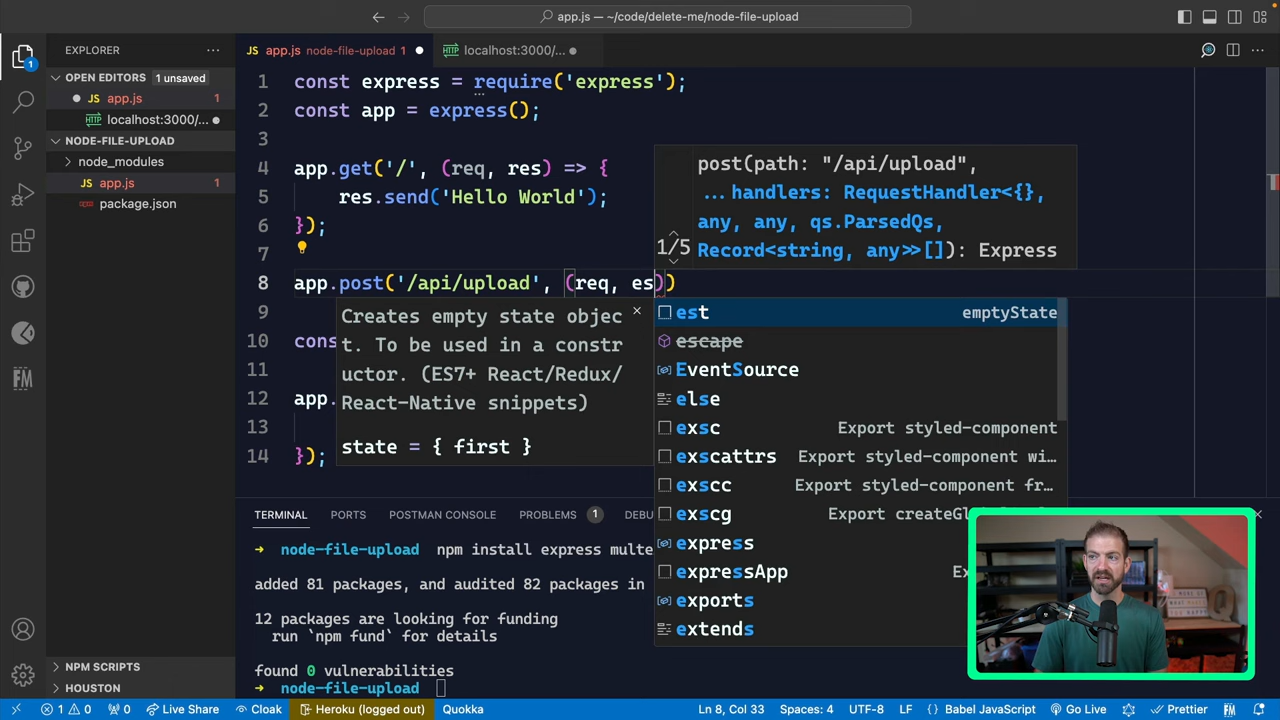 app.js — ~/code/delete-me/node-file-upload
EXPLORER
OPEN EDITORS 1 unsaved
JS app.js 1
localhost:3000/...
NODE-FILE-UPLOAD
node_modules
JS app.js 1
package.json
NPM SCRIPTS
HOUSTON
1
JS app.js node-file-upload 1
localhost:3000/...
1 const express = require('express');
2 const app = express();
3
4 app.get('/', (req, res) => {
5 res.send('Hello World');
6 });
7
8 app.post('/api/upload', (req, es))
9
10 cons
11
12 app.
13
14 });
post(path: "/api/upload",
...handlers: RequestHandler<{},
any, any, qs.ParsedQs,
1/5 Record<string, any>>[]): Express
Creates empty state objec
t. To be used in a constr
uctor. (ES7+ React/Redux/
React-Native snippets)
state = { first }
est emptyState
escape
EventSource
else
exsc Export styled-component
exscattrs Export styled-component wi...
exscc Export styled-component fr...
exscg Export createGl
express
expressApp Ex
exports
extends
TERMINAL PORTS POSTMAN CONSOLE PROBLEMS 1 DEBU
→ node-file-upload npm install express multe
added 81 packages, and audited 82 packages in
12 packages are looking for funding
run `npm fund` for details
found 0 vulnerabilities
→ node-file-upload
1 0 0 Live Share Cloak Heroku (logged out) Quokka Ln 8, Col 33 Spaces: 4 UTF-8 LF {} Babel JavaScript Go Live Prettier FM